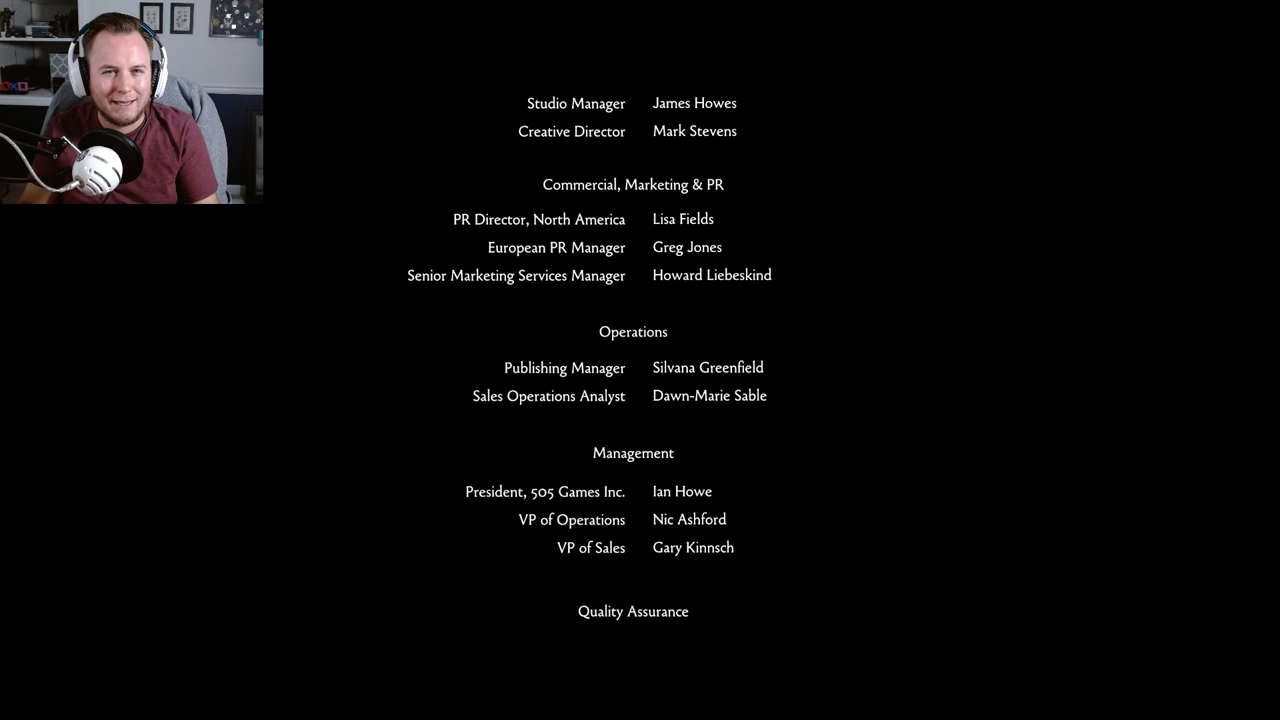 Studio Manager James Howes
Creative Director Mark Stevens
Commercial, Marketing & PR
PR Director, North America Lisa Fields
European PR Manager Greg Jones
Senior Marketing Services Manager Howard Liebeskind
Operations
Publishing Manager Silvana Greenfield
Sales Operations Analyst Dawn-Marie Sable
Management
President, 505 Games Inc. Ian Howe
VP of Operations Nic Ashford
VP of Sales Gary Kinnsch
Quality Assurance